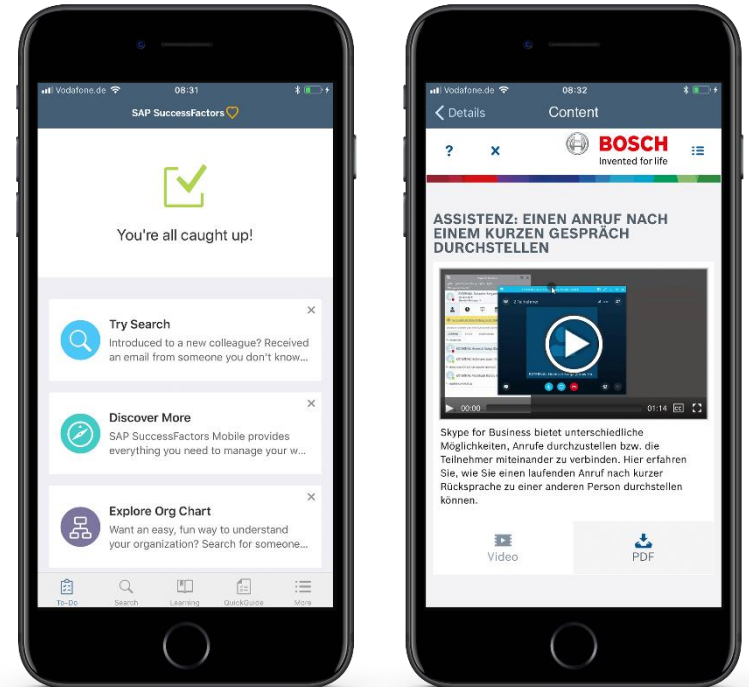 Vodafone.de
08:31
SAP SuccessFactors
You're all caught up!
Try Search
Introduced to a new colleague? Received
an email from someone you don't know...
Discover More
SAP SuccessFactors Mobile provides
everything you need to manage your w...
Explore Org Chart
Want an easy, fun way to understand
your organization? Search for someone...
To-Do
Search
Learning
QuickGuide
More
Vodafone.de
08:32
Details
Content
?
BOSCH
Invented for life
ASSISTENZ: EINEN ANRUF NACH
EINEM KURZEN GESPRÄCH
DURCHSTELLEN
2 Teilnehmer
00:00
01:14
CC
Skype for Business bietet unterschiedliche
Möglichkeiten, Anrufe durchzustellen bzw. die
Teilnehmer miteinander zu verbinden. Hier erfahren
Sie, wie Sie einen laufenden Anruf nach kurzer
Rücksprache zu einer anderen Person durchstellen
können.
Video
PDF